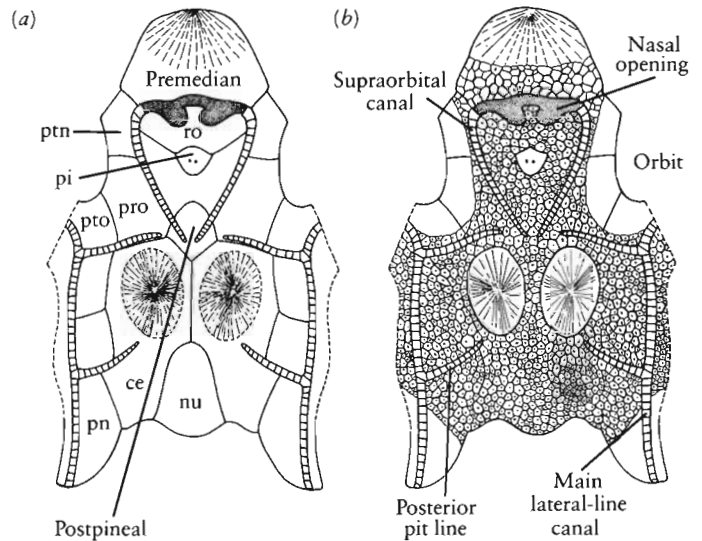 (a)
Premedian
ptn
ro
pi
pto
pro
ce
nu
pn
Postpineal
(b)
Nasal
opening
Supraorbital
canal
Orbit
Posterior
pit line
Main
lateral-line
canal